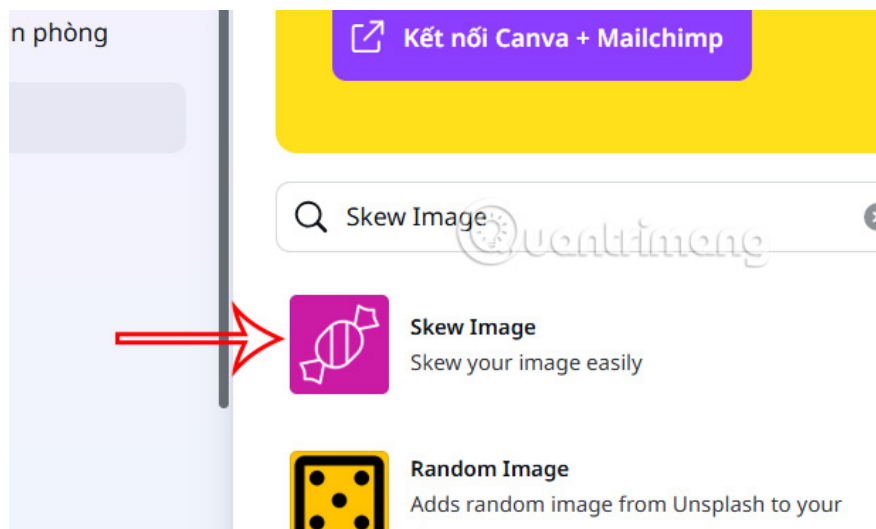 n phòng
Kết nối Canva + Mailchimp
Skew Image
Quantrimang
Skew Image
Skew your image easily
Random Image
Adds random image from Unsplash to your